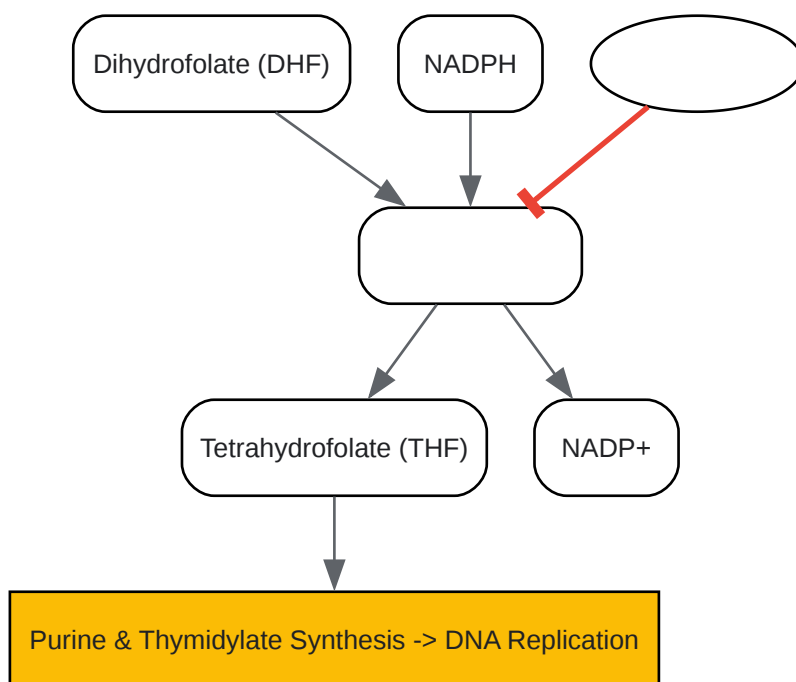 Dihydrofolate (DHF)
NADPH
Tetrahydrofolate (THF)
NADP+
Purine & Thymidylate Synthesis -> DNA Replication